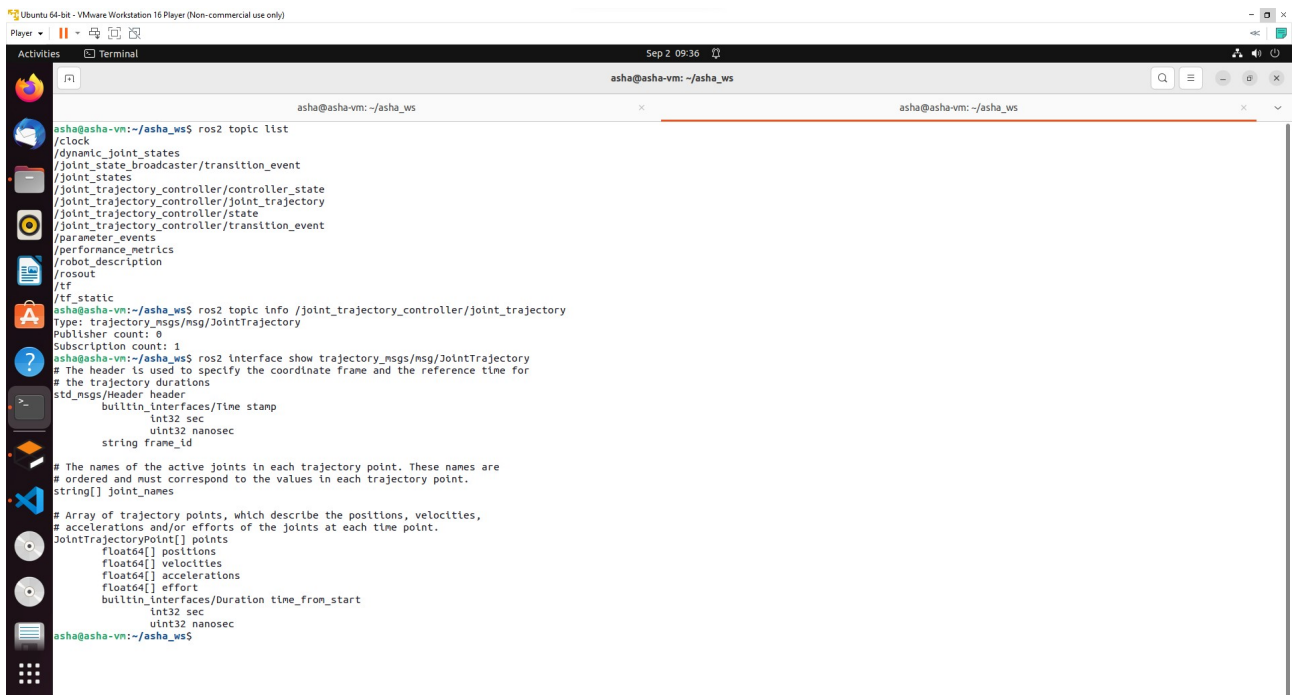 Ubuntu 64-bit - VMware Workstation 16 Player (Non-commercial use only)
Player
Activities Terminal Sep 2 09:36
asha@asha-vm: ~/asha_ws
asha@asha-vm: ~/asha_ws asha@asha-vm: ~/asha_ws
asha@asha-vm:~/asha_ws$ ros2 topic list
/clock
/dynamic_joint_states
/joint_state_broadcaster/transition_event
/joint_states
/joint_trajectory_controller/controller_state
/joint_trajectory_controller/joint_trajectory
/joint_trajectory_controller/state
/joint_trajectory_controller/transition_event
/parameter_events
/performance_metrics
/robot_description
/rosout
/tf
/tf_static
asha@asha-vm:~/asha_ws$ ros2 topic info /joint_trajectory_controller/joint_trajectory
Type: trajectory_msgs/msg/JointTrajectory
Publisher count: 0
Subscription count: 1
asha@asha-vm:~/asha_ws$ ros2 interface show trajectory_msgs/msg/JointTrajectory
# The header is used to specify the coordinate frame and the reference time for
# the trajectory durations
std_msgs/Header header
        builtin_interfaces/Time stamp
                int32 sec
                uint32 nanosec
        string frame_id
# The names of the active joints in each trajectory point. These names are
# ordered and must correspond to the values in each trajectory point.
string[] joint_names
# Array of trajectory points, which describe the positions, velocities,
# accelerations and/or efforts of the joints at each time point.
JointTrajectoryPoint[] points
        float64[] positions
        float64[] velocities
        float64[] accelerations
        float64[] effort
        builtin_interfaces/Duration time_from_start
                int32 sec
                uint32 nanosec
asha@asha-vm:~/asha_ws$